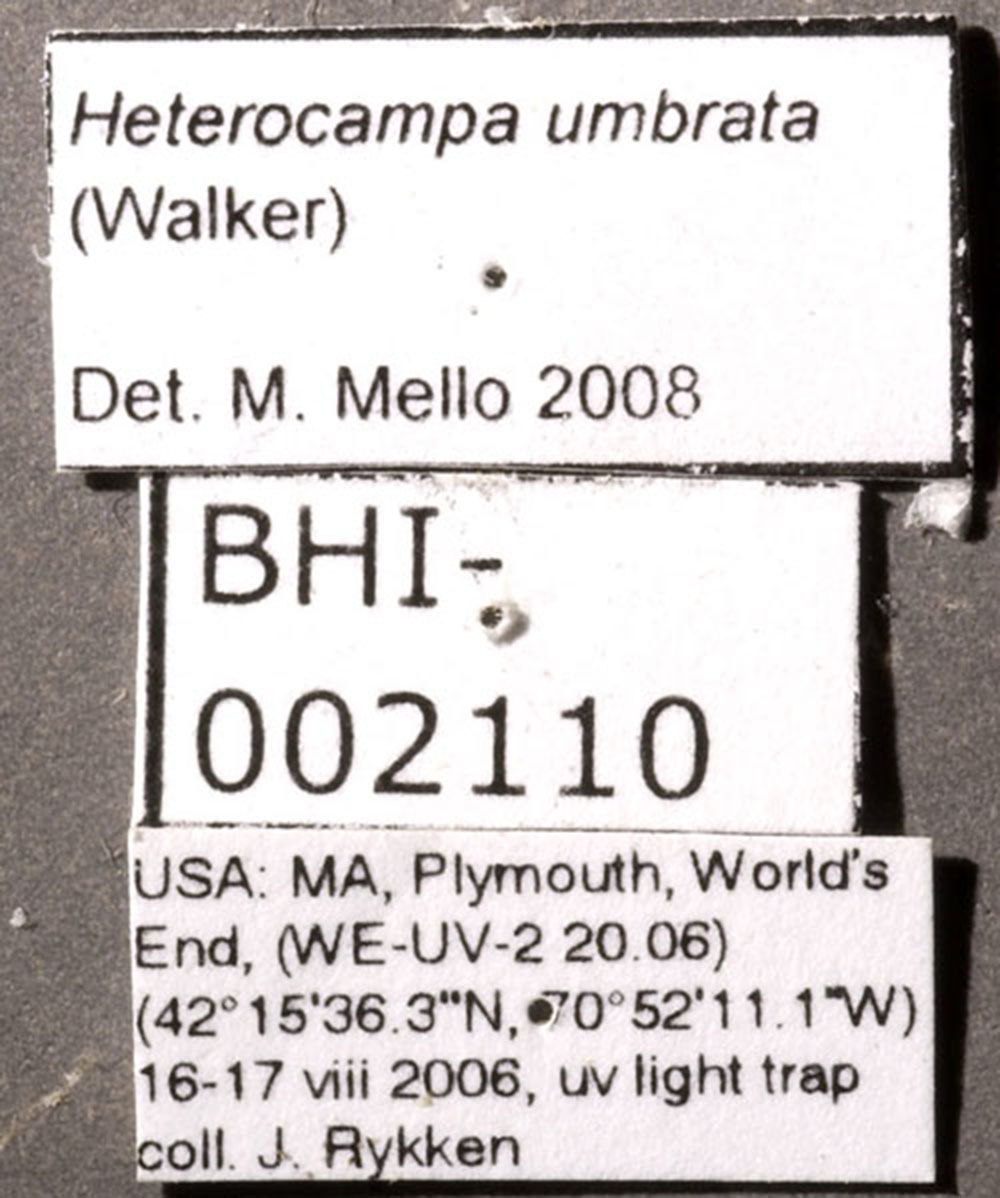 Heterocampa umbrata
(Walker)
Det. M. Mello 2008
BHI-
002110
USA: MA, Plymouth, World's
End, (WE-UV-2 20.06)
(42°15'36.3"N, 70°52'11.1"W)
16-17 viii 2006, uv light trap
coll. J. Rykken